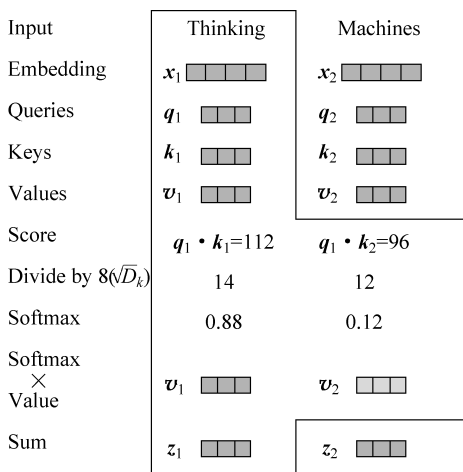 Input Thinking Machines
Embedding x₁ x₂
Queries q₁ q₂
Keys k₁ k₂
Values v₁ v₂
Score q₁ • k₁=112 q₁ • k₂=96
Divide by 8(√Dₖ) 14 12
Softmax 0.88 0.12
Softmax
×
Value v₁ v₂
Sum z₁ z₂